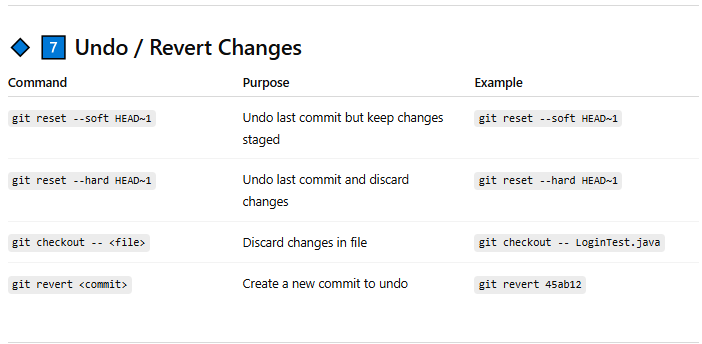 7 Undo / Revert Changes
Command Purpose Example
git reset --soft HEAD~1 Undo last commit but keep changes git reset --soft HEAD~1
staged
git reset --hard HEAD~1 Undo last commit and discard git reset --hard HEAD~1
changes
git checkout -- <file> Discard changes in file git checkout -- LoginTest.java
git revert <commit> Create a new commit to undo git revert 45ab12